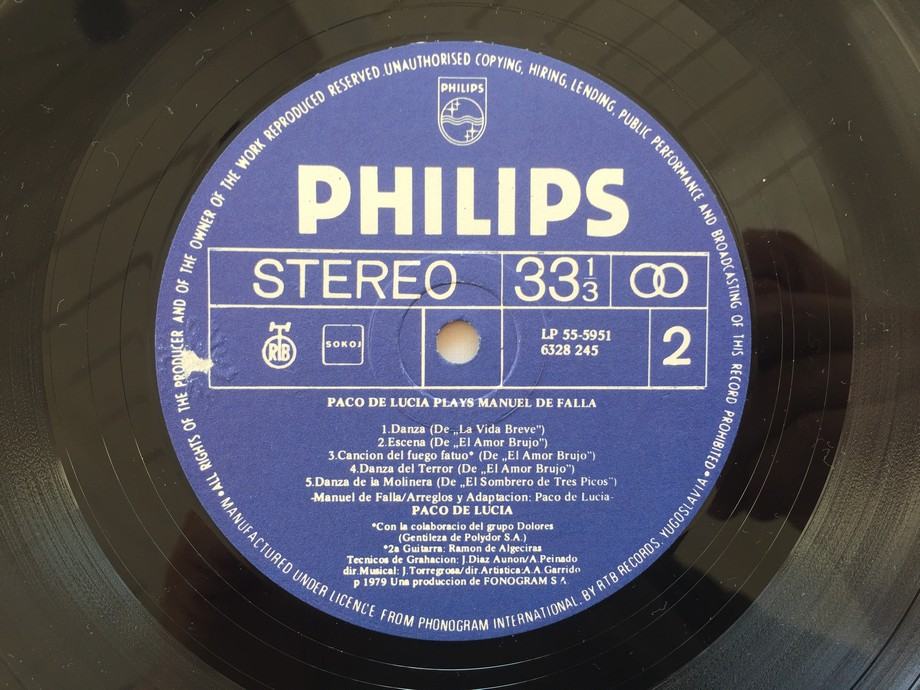 PHILIPS
PHILIPS
STEREO
33 1/3
RTB
SOKOJ
LP 55-5951
6328 245
2
PACO DE LUCIA PLAYS MANUEL DE FALLA
1.Danza (De „La Vida Breve")
2.Escena (De „El Amor Brujo")
3.Cancion del fuego fatuo* (De „El Amor Brujo")
4.Danza del Terror (De „El Amor Brujo")
5.Danza de la Molinera (De „El Sombrero de Tres Picos")
-Manuel de Falla/Arreglos y Adaptacion: Paco de Lucia-
PACO DE LUCIA
*Con la colaboracio del grupo Dolores
(Gentileza de Polydor S.A.)
*2a Guitarra: Ramon de Algeciras
Tecnicos de Grahacion: J.Diaz Aunon/A.Peinado
dir.Musical: J.Torregrosa/dir.Artistica:A.A.Garrido
p 1979 Una produccion de FONOGRAM S.A.
•ALL RIGHTS OF THE PRODUCER AND OF THE OWNER OF THE WORK REPRODUCED RESERVED.UNAUTHORISED COPYING, HIRING, LENDING, PUBLIC PERFORMANCE AND BROADCASTING OF THIS RECORD PROHIBITED•
MANUFACTURED UNDER LICENCE FROM PHONOGRAM INTERNATIONAL, BY RTB RECORDS, YUGOSLAVIA•